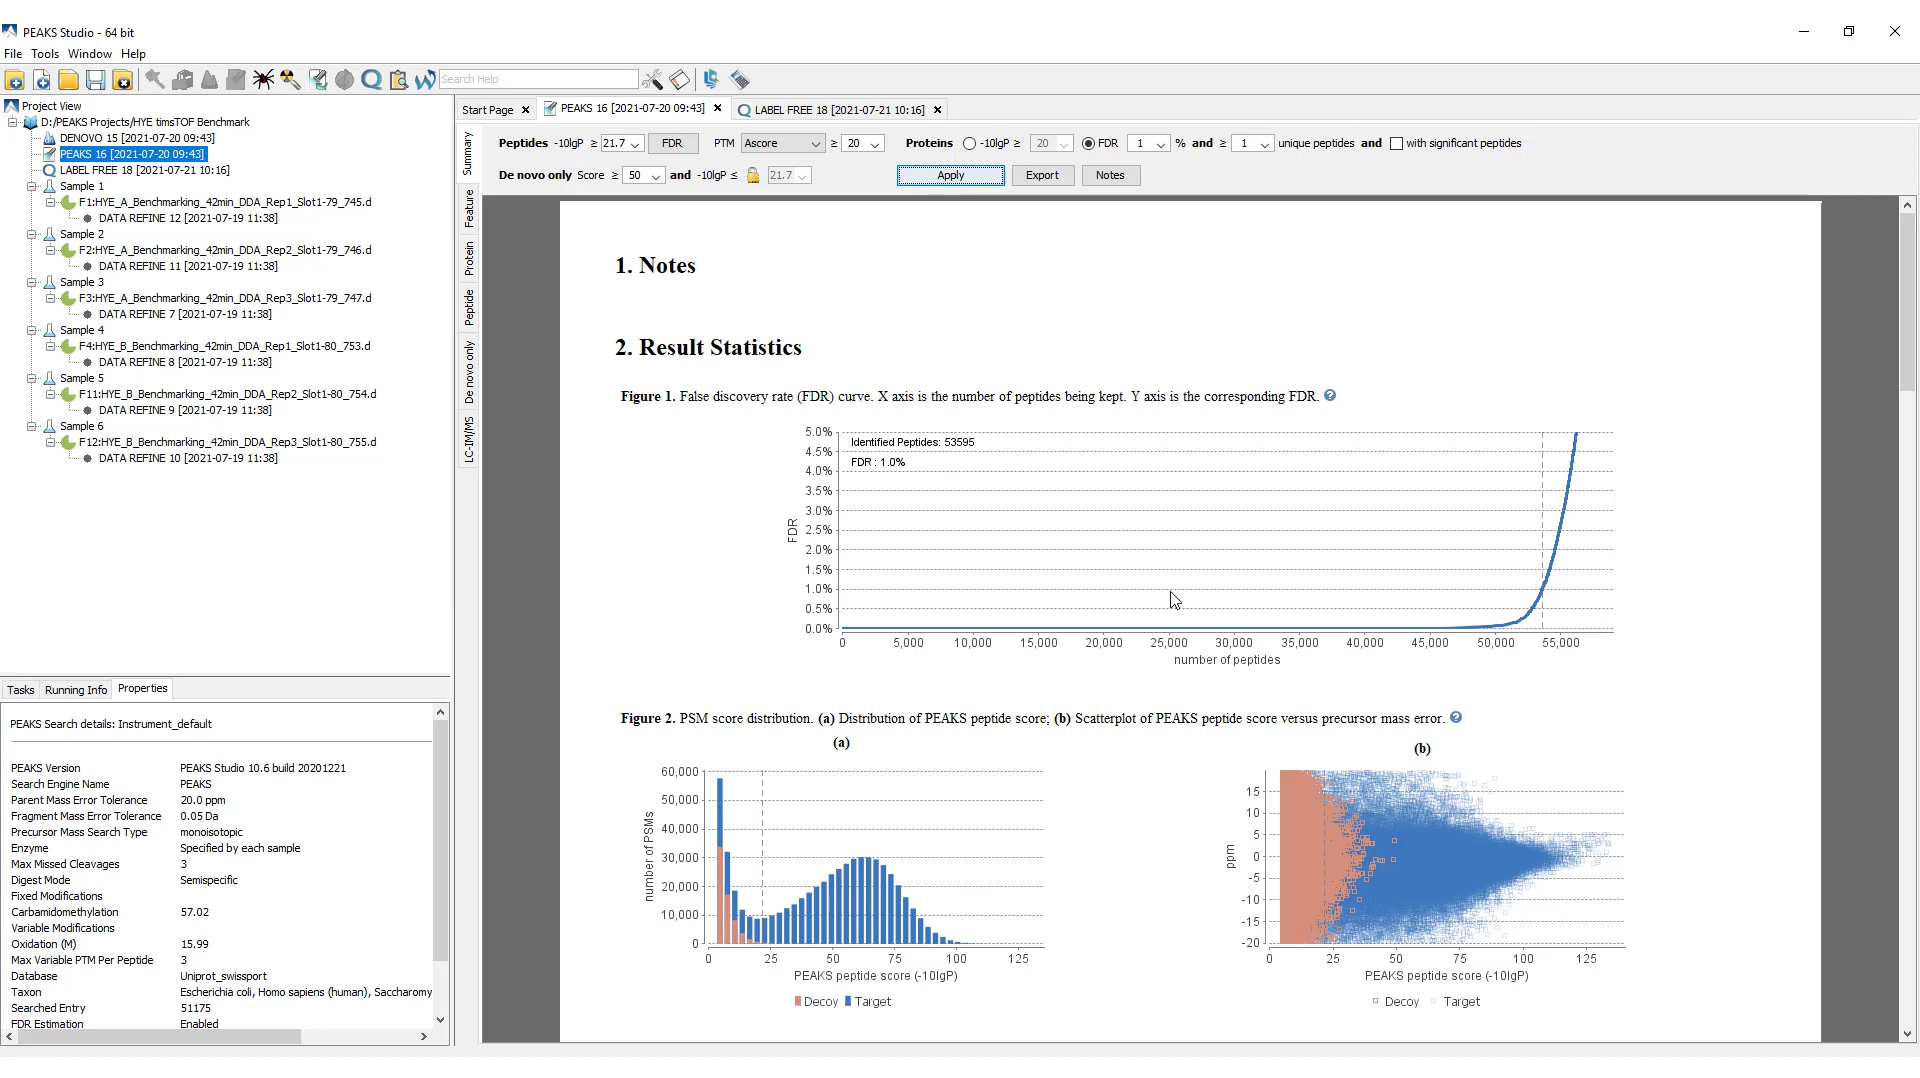 PEAKS Studio - 64 bit
File Tools Window Help
Search Help
Project View
D:/PEAKS Projects/HYE timsTOF Benchmark
DENOVO 15 [2021-07-20 09:43]
PEAKS 16 [2021-07-20 09:43]
LABEL FREE 18 [2021-07-21 10:16]
Sample 1
F1:HYE_A_Benchmarking_42min_DDA_Rep1_Slot1-79_745.d
DATA REFINE 12 [2021-07-19 11:38]
Sample 2
F2:HYE_A_Benchmarking_42min_DDA_Rep2_Slot1-79_746.d
DATA REFINE 11 [2021-07-19 11:38]
Sample 3
F3:HYE_A_Benchmarking_42min_DDA_Rep3_Slot1-79_747.d
DATA REFINE 7 [2021-07-19 11:38]
Sample 4
F4:HYE_B_Benchmarking_42min_DDA_Rep1_Slot1-80_753.d
DATA REFINE 8 [2021-07-19 11:38]
Sample 5
F11:HYE_B_Benchmarking_42min_DDA_Rep2_Slot1-80_754.d
DATA REFINE 9 [2021-07-19 11:38]
Sample 6
F12:HYE_B_Benchmarking_42min_DDA_Rep3_Slot1-80_755.d
DATA REFINE 10 [2021-07-19 11:38]
Tasks Running Info Properties
PEAKS Search details: Instrument_default
PEAKS Version PEAKS Studio 10.6 build 20201221
Search Engine Name PEAKS
Parent Mass Error Tolerance 20.0 ppm
Fragment Mass Error Tolerance 0.05 Da
Precursor Mass Search Type monoisotopic
Enzyme Specified by each sample
Max Missed Cleavages 3
Digest Mode Semispecific
Fixed Modifications
Carbamidomethylation 57.02
Variable Modifications
Oxidation (M) 15.99
Max Variable PTM Per Peptide 3
Database Uniprot_swissport
Taxon Escherichia coli, Homo sapiens (human), Saccharomy
Searched Entry 51175
FDR Estimation Enabled
Start Page PEAKS 16 [2021-07-20 09:43] LABEL FREE 18 [2021-07-21 10:16]
Summary
Feature
Protein
Peptide
De novo only
LC-IM/MS
Peptides -10lgP ≥ 21.7 FDR PTM Ascore ≥ 20 Proteins -10lgP ≥ 20 FDR 1 % and ≥ 1 unique peptides and with significant peptides
De novo only Score ≥ 50 and -10lgP ≤ 21.7 Apply Export Notes
1. Notes
2. Result Statistics
Figure 1. False discovery rate (FDR) curve. X axis is the number of peptides being kept. Y axis is the corresponding FDR. ?
Identified Peptides: 53595
FDR : 1.0%
FDR
5.0%
4.5%
4.0%
3.5%
3.0%
2.5%
2.0%
1.5%
1.0%
0.5%
0.0%
0 5,000 10,000 15,000 20,000 25,000 30,000 35,000 40,000 45,000 50,000 55,000
number of peptides
Figure 2. PSM score distribution. (a) Distribution of PEAKS peptide score; (b) Scatterplot of PEAKS peptide score versus precursor mass error. ?
(a)
number of PSMs
60,000
50,000
40,000
30,000
20,000
10,000
0
0 25 50 75 100 125
PEAKS peptide score (-10lgP)
Decoy Target
(b)
ppm
15
10
5
0
-5
-10
-15
-20
0 25 50 75 100 125
PEAKS peptide score (-10lgP)
Decoy Target